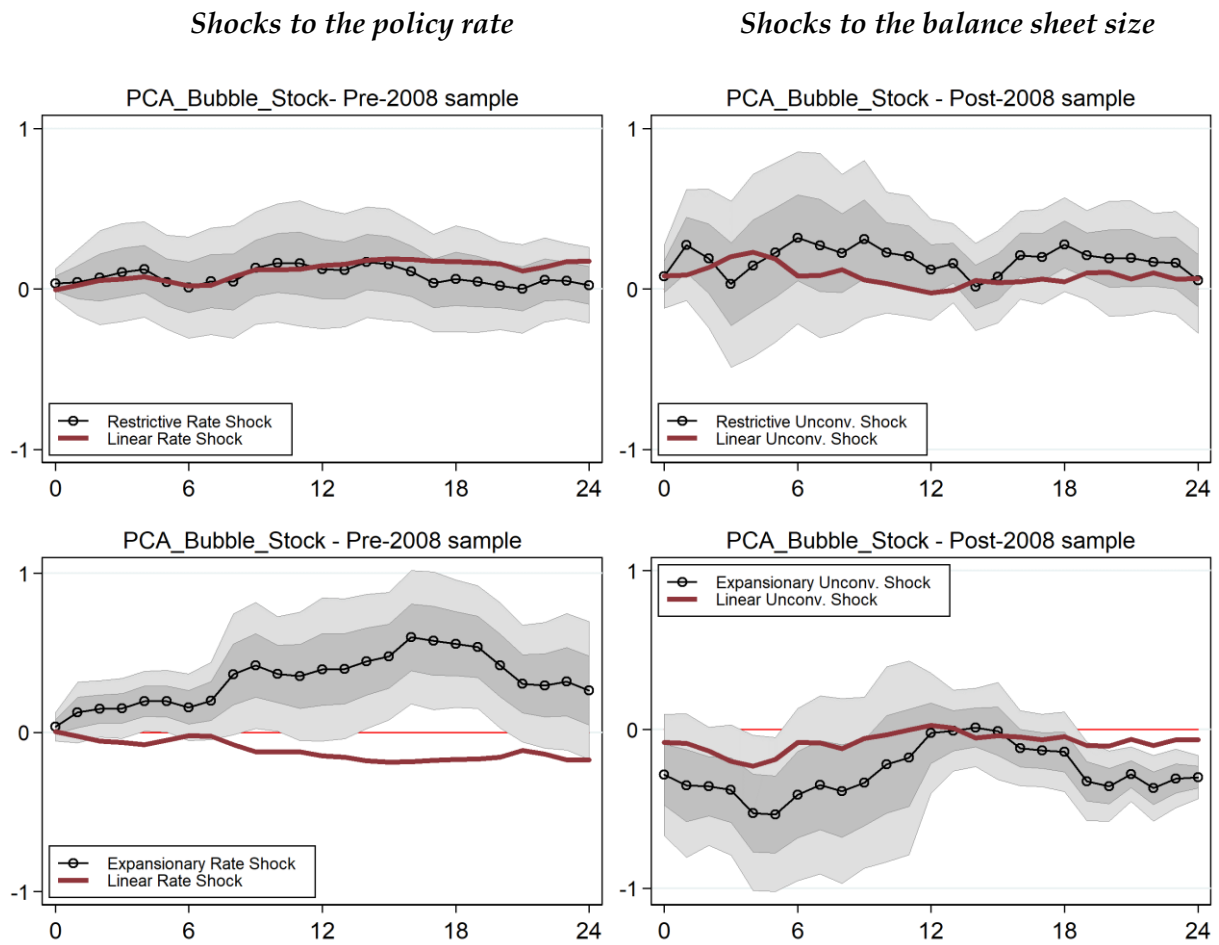 Shocks to the policy rate
Shocks to the balance sheet size
PCA_Bubble_Stock- Pre-2008 sample
1
0
-1
Restrictive Rate Shock
Linear Rate Shock
0 6 12 18 24
PCA_Bubble_Stock - Post-2008 sample
1
0
-1
Restrictive Unconv. Shock
Linear Unconv. Shock
0 6 12 18 24
PCA_Bubble_Stock - Pre-2008 sample
1
0
-1
Expansionary Rate Shock
Linear Rate Shock
0 6 12 18 24
PCA_Bubble_Stock - Post-2008 sample
Expansionary Unconv. Shock
Linear Unconv. Shock
1
0
-1
0 6 12 18 24